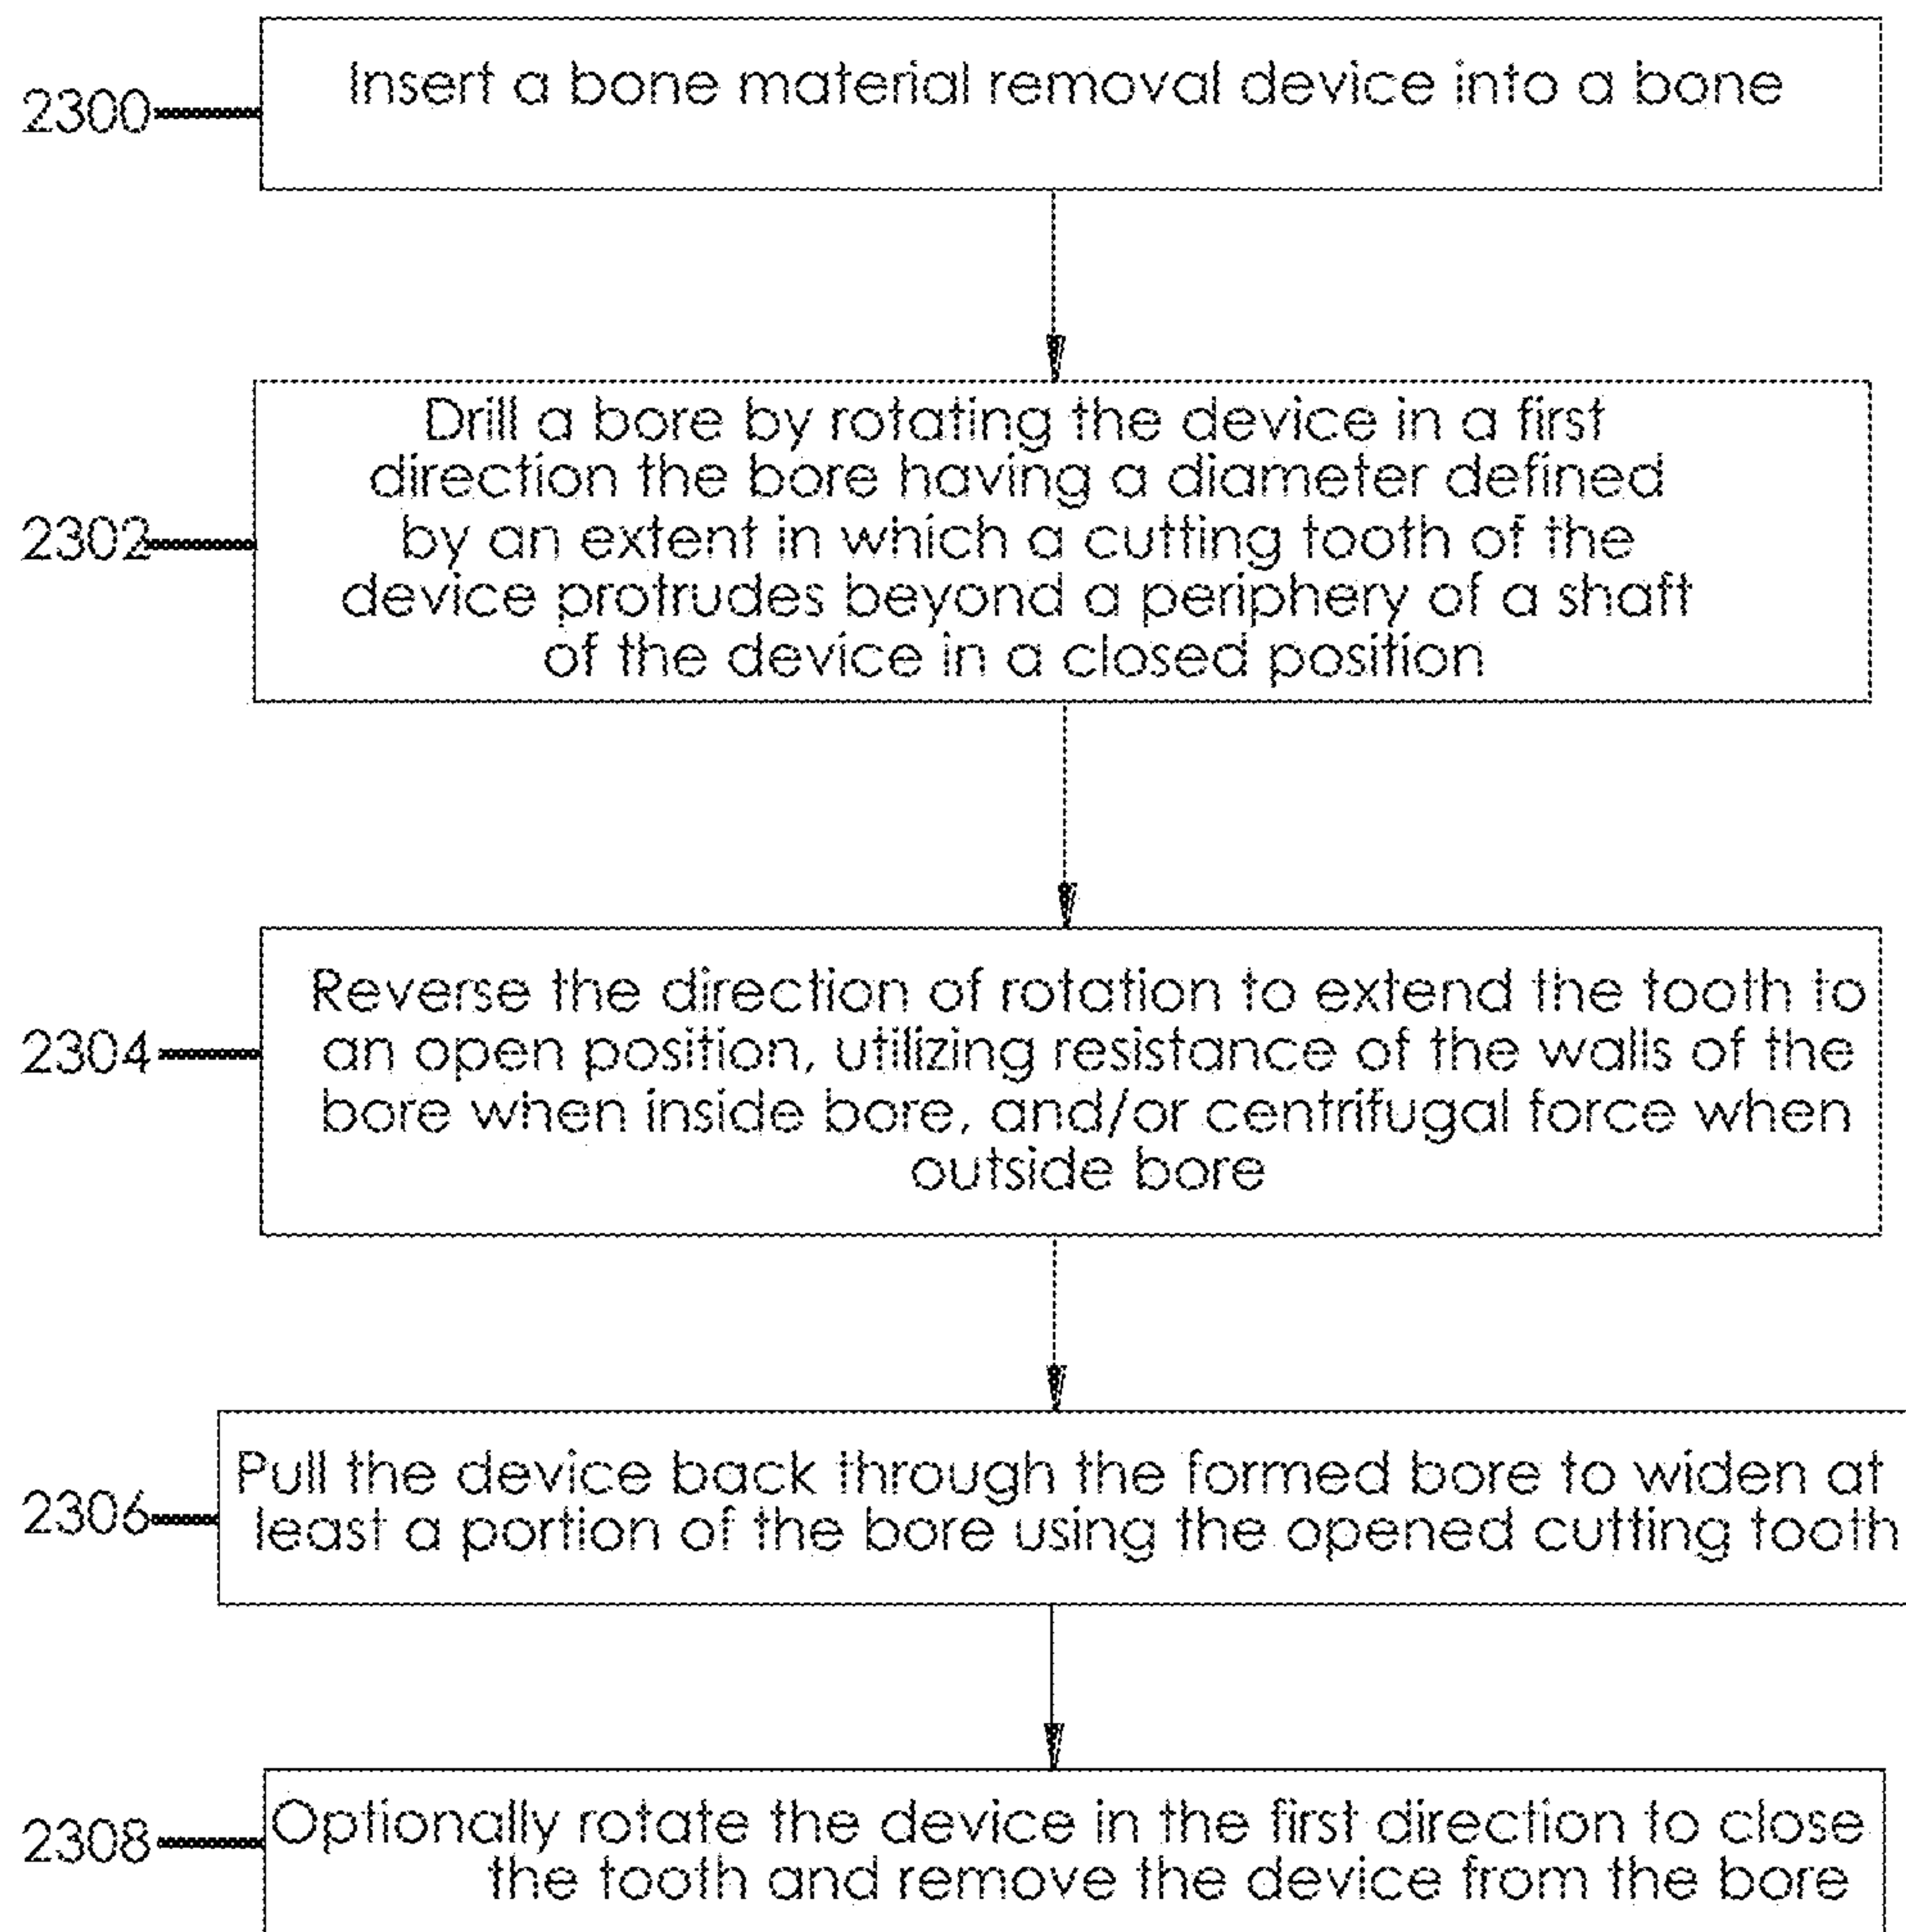 2300
Insert a bone material removal device into a bone
Drill a bore by rotating the device in a first
direction the bore having a diameter defined
2302
by an extent in which a cutting tooth of the
device protrudes beyond a periphery of a shaft
of the device in a closed position
Reverse the direction of rotation to extend the tooth to
2304
an open position, utilizing resistance of the walls of the
bore when inside bore, and/or centrifugal force when
outside bore
Pull the device back through the formed bore to widen at
2306
least a portion of the bore using the opened cutting tooth
2308
Optionally rotate the device in the first direction to close
the tooth and remove the device from the bore